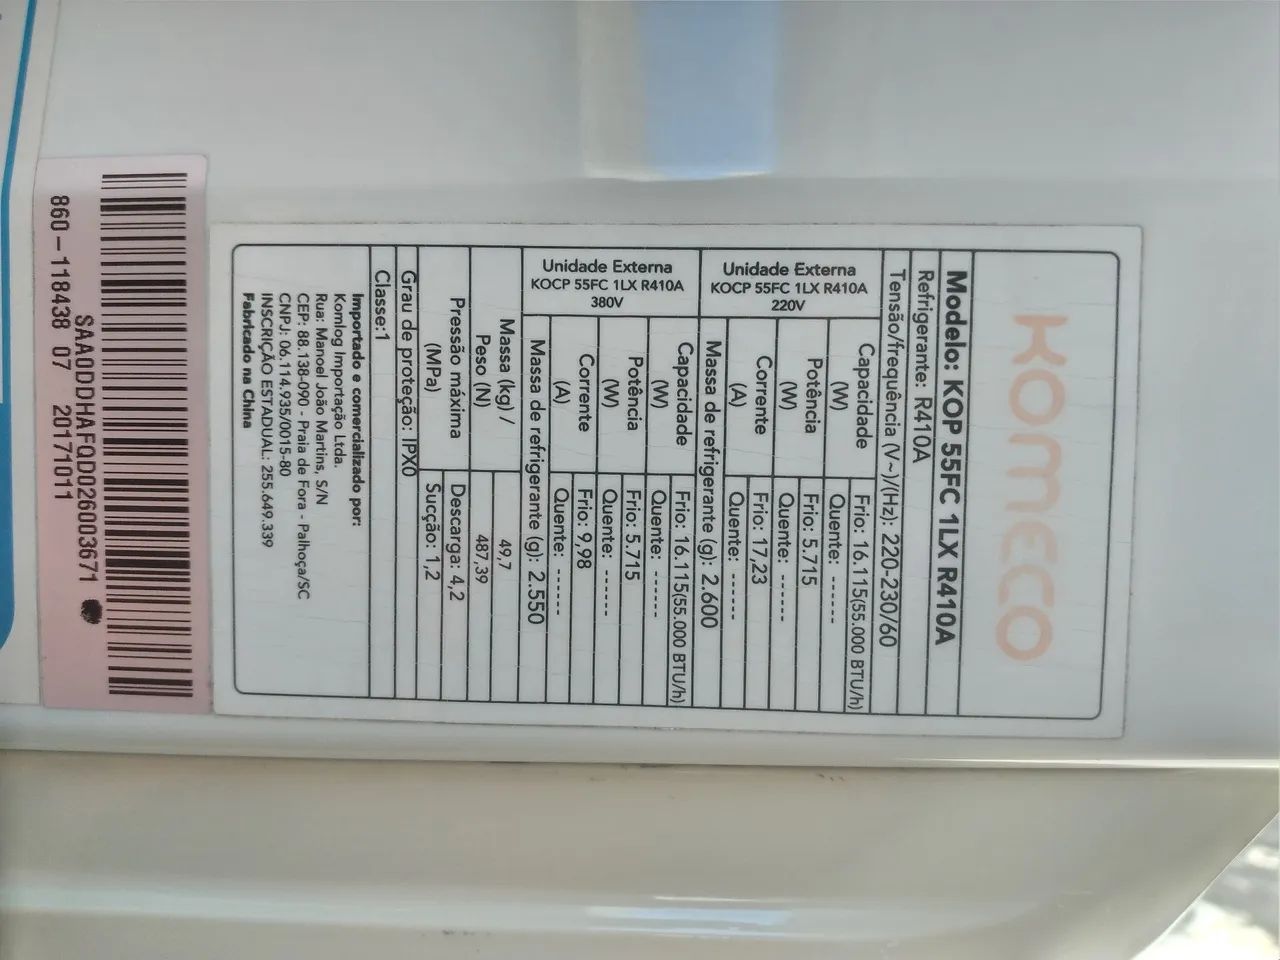 KOMECO
Modelo: KOP 55FC 1LX R410A
Refrigerante: R410A
Tensão/frequência (V~)/(Hz): 220-230/60
Unidade Externa
KOCP 55FC 1LX R410A
220V
Capacidade
(W)
Frio: 16.115(55.000 BTU/h)
Quente: ------
Potência
(W)
Frio: 5.715
Quente: ------
Corrente
(A)
Frio: 17,23
Quente: ------
Massa de refrigerante (g): 2.600
Unidade Externa
KOCP 55FC 1LX R410A
380V
Capacidade
(W)
Frio: 16.115(55.000 BTU/h)
Quente: ------
Potência
(W)
Frio: 5.715
Quente: ------
Corrente
(A)
Frio: 9,98
Quente: ------
Massa de refrigerante (g): 2.550
Massa (kg) /
Peso (N)
49,7
487,39
Pressão máxima
(MPa)
Descarga: 4,2
Sucção: 1,2
Grau de proteção: IPX0
Classe:1
Importado e comercializado por:
Komlog Importação Ltda.
Rua: Manoel João Martins, S/N
CEP: 88.138-090 - Praia de Fora - Palhoça/SC
CNPJ: 06.114.935/0015-80
INSCRIÇÃO ESTADUAL: 255.649.339
Fabricado na China
SAAQDDHAFQD026003671
860-118438 07 20171011